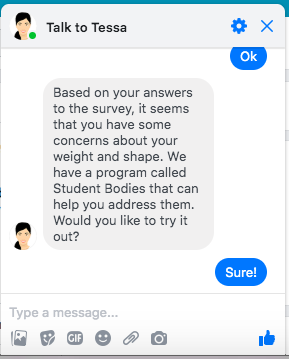 Talk to Tessa
Ok
Based on your answers
to the survey, it seems
that you have some
concerns about your
weight and shape. We
have a program called
Student Bodies that can
help you address them.
Would you like to try it
out?
Sure!
Type a message...
GIF